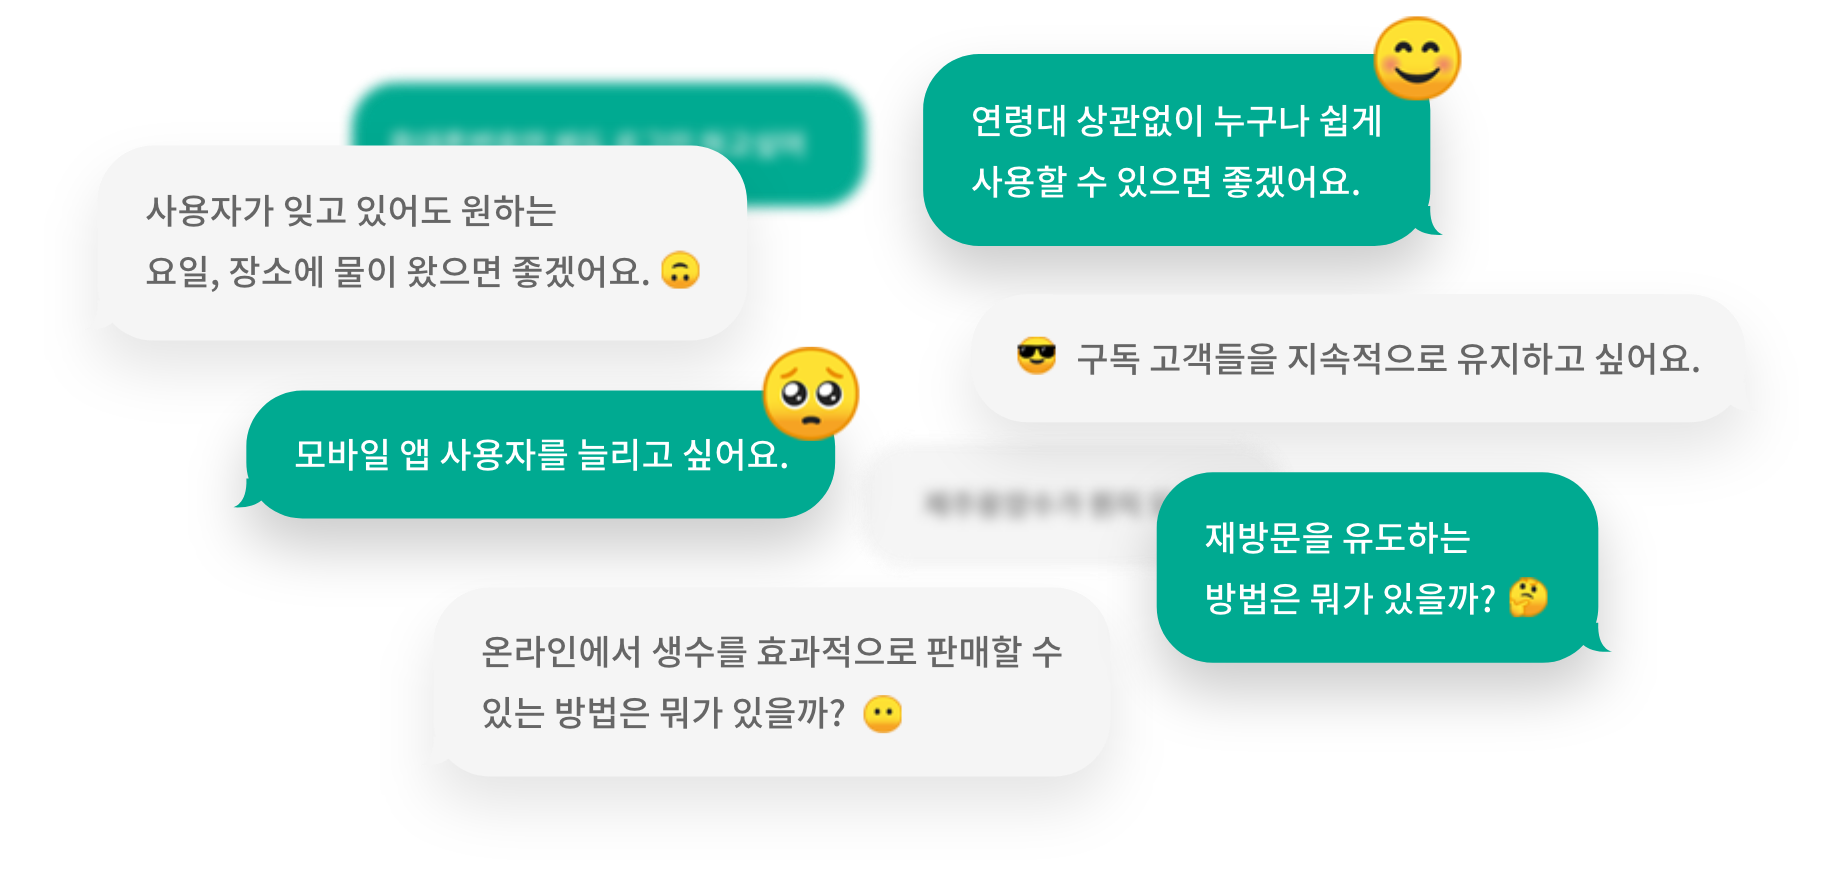 사용자가 잊고 있어도 원하는
요일, 장소에 물이 왔으면 좋겠어요. 🙃
연령대 상관없이 누구나 쉽게
사용할 수 있으면 좋겠어요.
😎 구독 고객들을 지속적으로 유지하고 싶어요.
모바일 앱 사용자를 늘리고 싶어요.
재방문을 유도하는
방법은 뭐가 있을까? 🤔
온라인에서 생수를 효과적으로 판매할 수
있는 방법은 뭐가 있을까? 😶